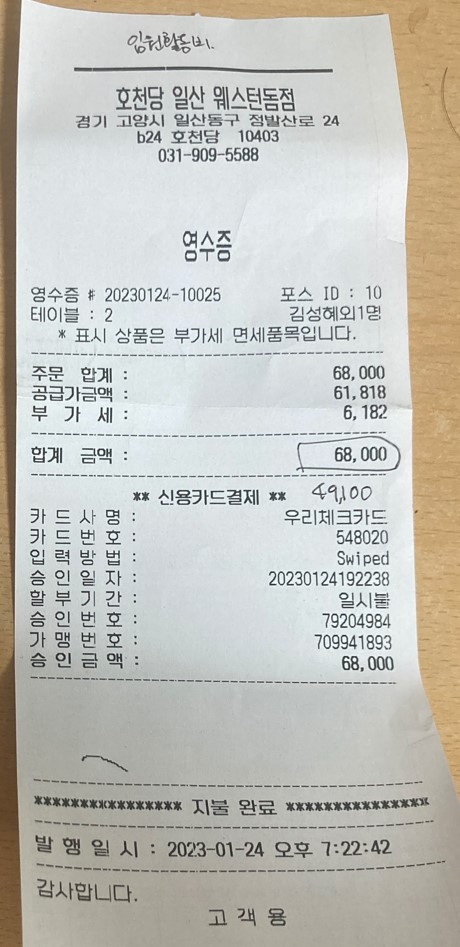 임원활동비.
호천당 일산 웨스턴돔점
경기 고양시 일산동구 정발산로 24
b24 호천당 10403
031-909-5588
영수증
영수증 # 20230124-10025 포스 ID : 10
테이블 : 2 김성혜외1명
* 표시 상품은 부가세 면세품목입니다.
주문 합계 : 68,000
공급가금액 : 61,818
부 가 세 : 6,182
합계 금액 : 68,000
** 신용카드결제 ** 49,100
카 드 사 명 : 우리체크카드
카 드 번 호 : 548020
입 력 방 법 : Swiped
승 인 일 자 : 20230124192238
할 부 기 간 : 일시불
승 인 번 호 : 79204984
가 맹 번 호 : 709941893
승 인 금 액 : 68,000
**************** 지불 완료 ***************
발 행 일 시 : 2023-01-24 오후 7:22:42
감사합니다.
고 객 용